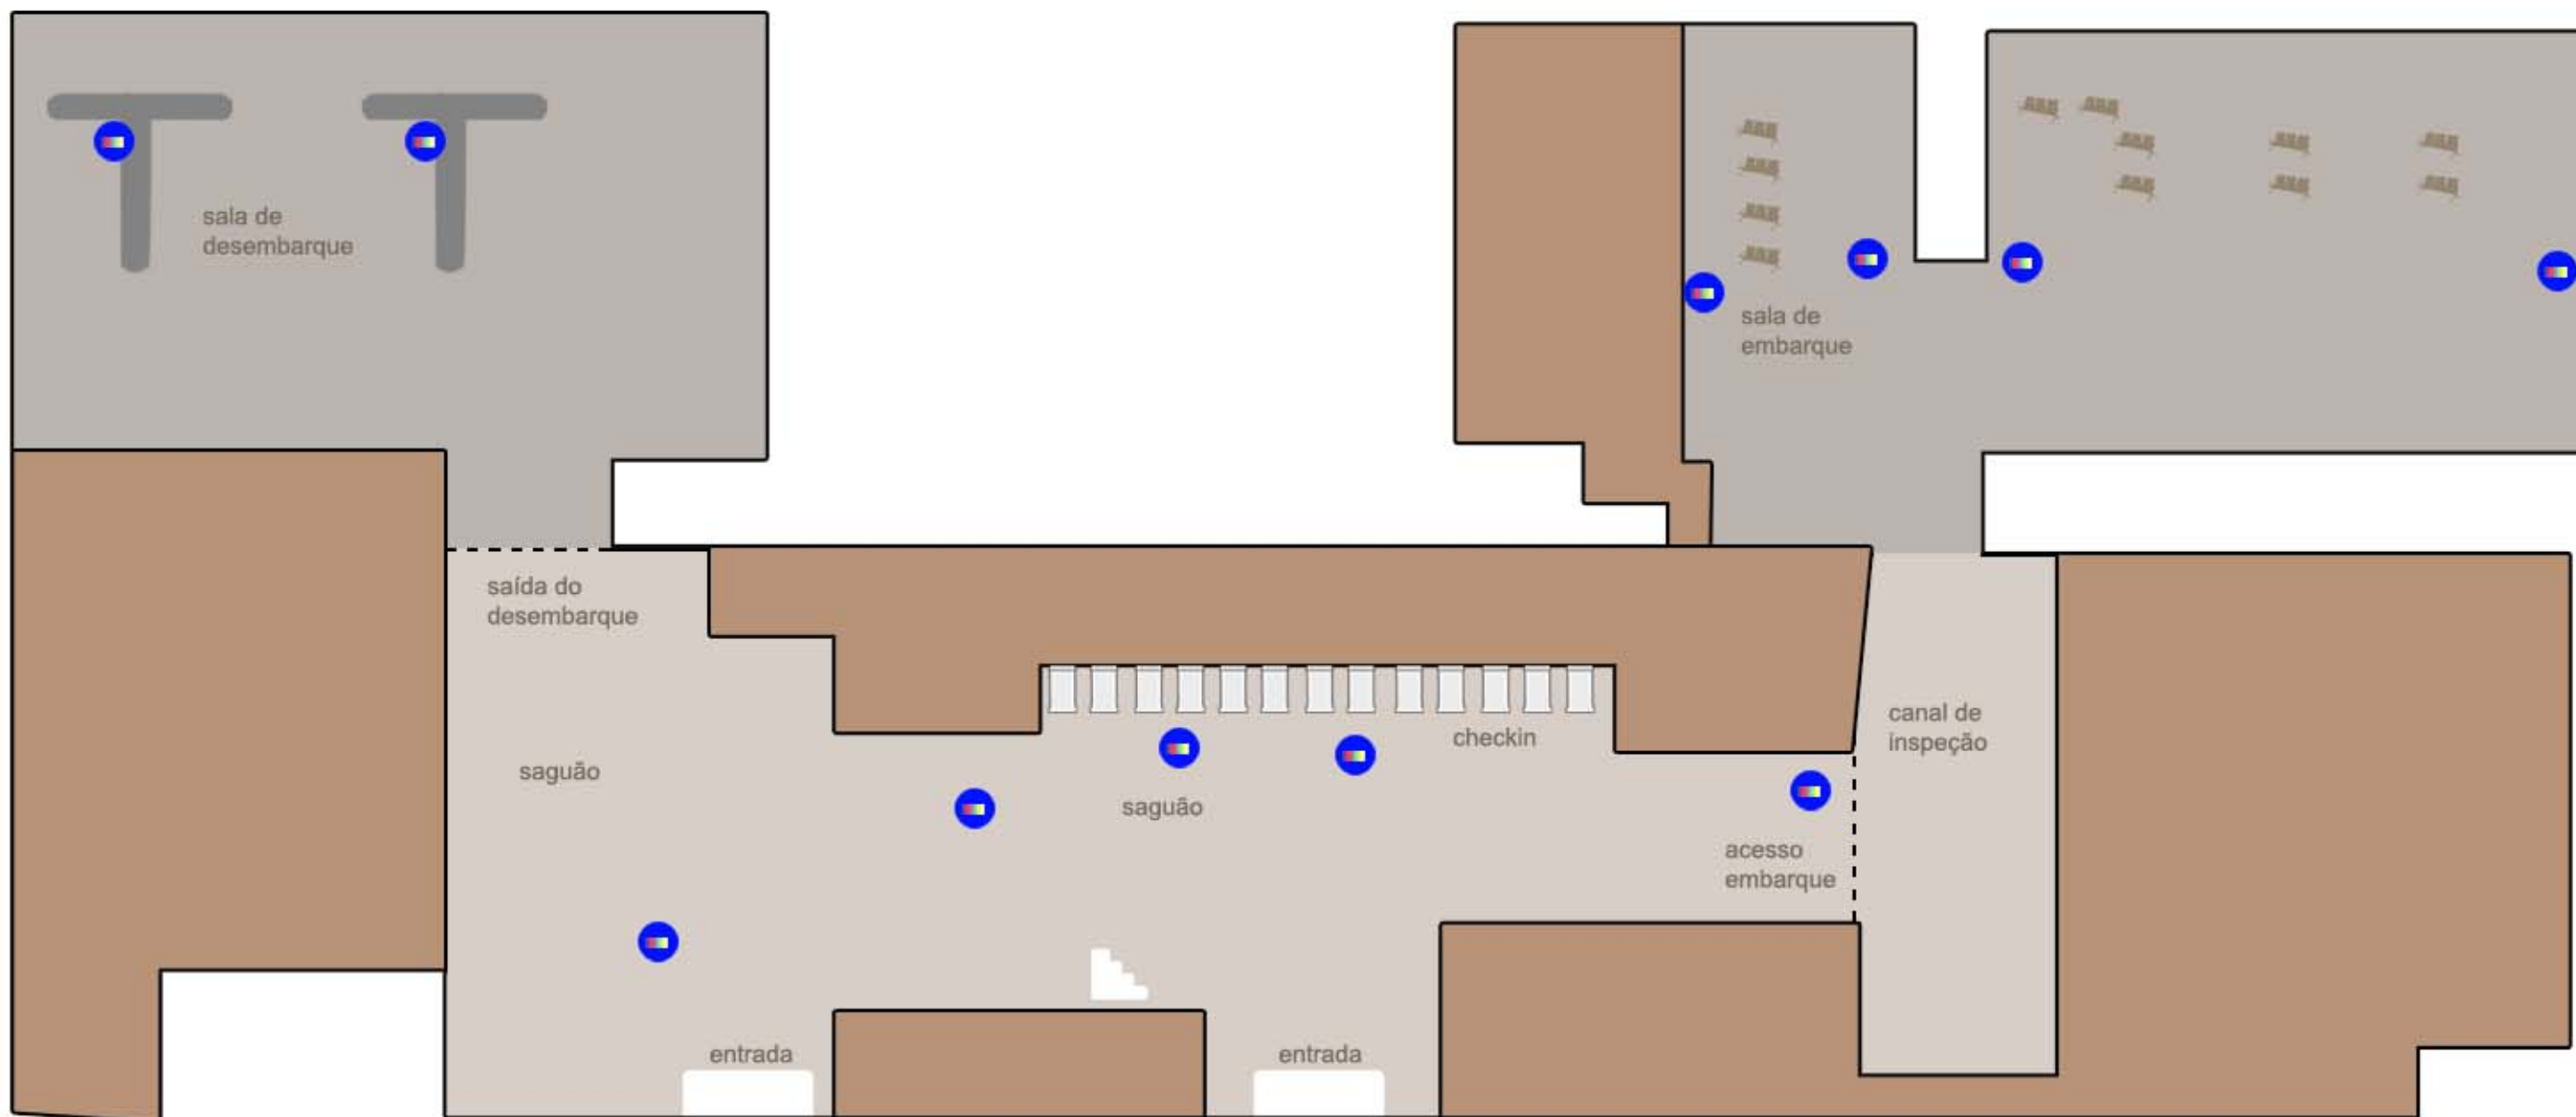 sala de
desembarque
sala de
embarque
saída do
desembarque
saguão
checkin
saguão
canal de
inspeção
acesso
embarque
entrada
entrada